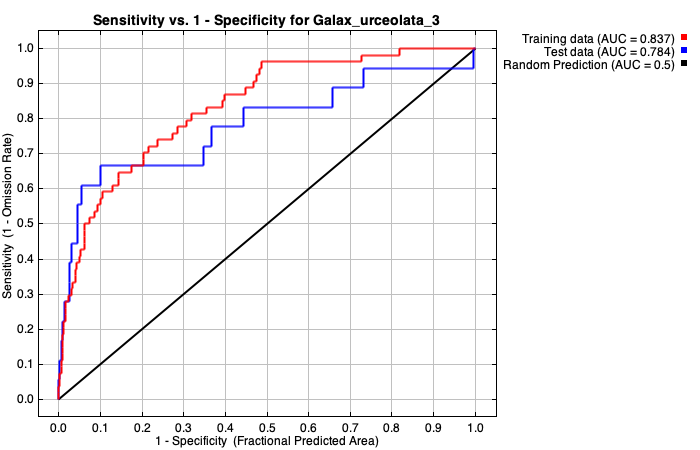 Sensitivity vs. 1 - Specificity for Galax_urceolata_3
Training data (AUC = 0.837)
Test data (AUC = 0.784)
Random Prediction (AUC = 0.5)
Sensitivity (1 - Omission Rate)
1.0
0.9
0.8
0.7
0.6
0.5
0.4
0.3
0.2
0.1
0.0
0.0 0.1 0.2 0.3 0.4 0.5 0.6 0.7 0.8 0.9 1.0
1 - Specificity (Fractional Predicted Area)